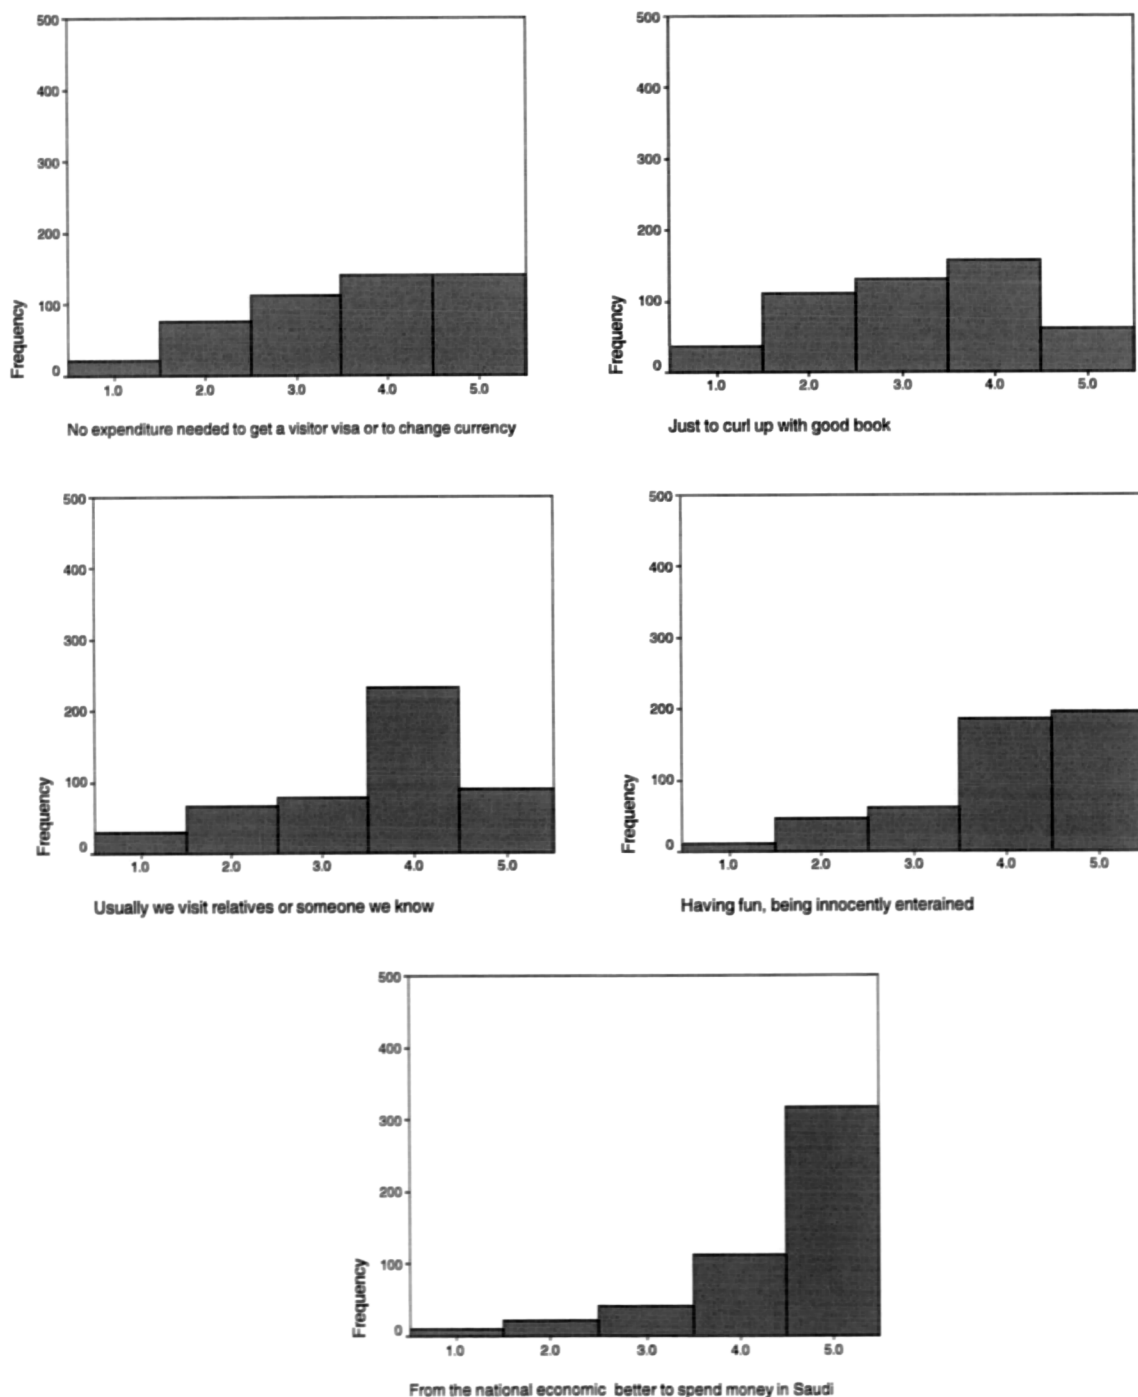 500
400
300
200
100
0
Frequency
1.0 2.0 3.0 4.0 5.0
No expenditure needed to get a visitor visa or to change currency
500
400
300
200
100
0
Frequency
1.0 2.0 3.0 4.0 5.0
Just to curl up with good book
500
400
300
200
100
0
Frequency
1.0 2.0 3.0 4.0 5.0
Usually we visit relatives or someone we know
500
400
300
200
100
0
Frequency
1.0 2.0 3.0 4.0 5.0
Having fun, being innocently enterained
500
400
300
200
100
0
Frequency
1.0 2.0 3.0 4.0 5.0
From the national economic better to spend money in Saudi